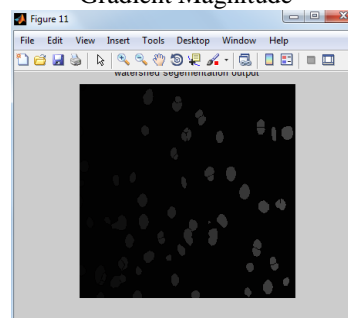 Gradient Magnitude
Figure 11
File Edit View Insert Tools Desktop Window Help
watershed segementation output